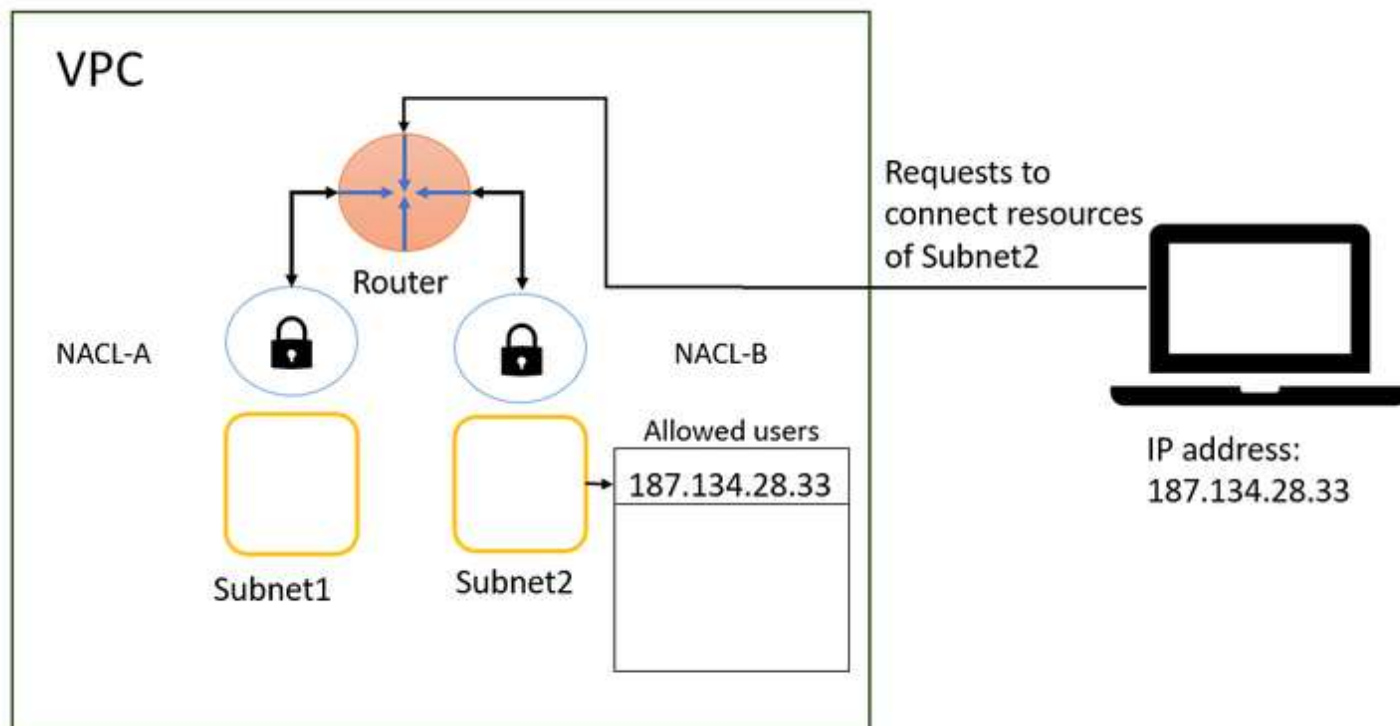 VPC
Requests to
connect resources
of Subnet2
Router
NACL-A
NACL-B
Allowed users
187.134.28.33
IP address:
187.134.28.33
Subnet1
Subnet2